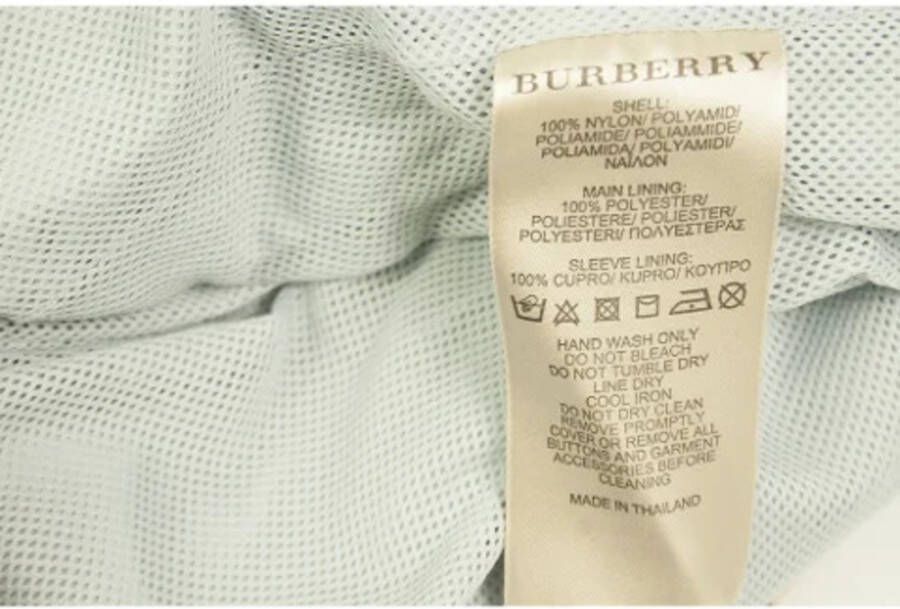 BURBERRY
SHELL:
100% NYLON/ POLYAMID/
POLIAMIDE/ POLIAMMIDE/
POLIAMIDA/ POLYAMIDI/
ΝΑΪΛΟΝ
MAIN LINING:
100% POLYESTER/
POLIESTERE/ POLIESTER/
POLYESTERI/ ΠΟΛΥΕΣΤΕΡΑΣ
SLEEVE LINING:
100% CUPRO/ KUPRO/ ΚΟΥΠΡΟ
HAND WASH ONLY
DO NOT BLEACH
DO NOT TUMBLE DRY
LINE DRY
COOL IRON
DO NOT DRY CLEAN
REMOVE PROMPTLY
COVER OR REMOVE ALL
BUTTONS AND GARMENT
ACCESSORIES BEFORE
CLEANING
MADE IN THAILAND